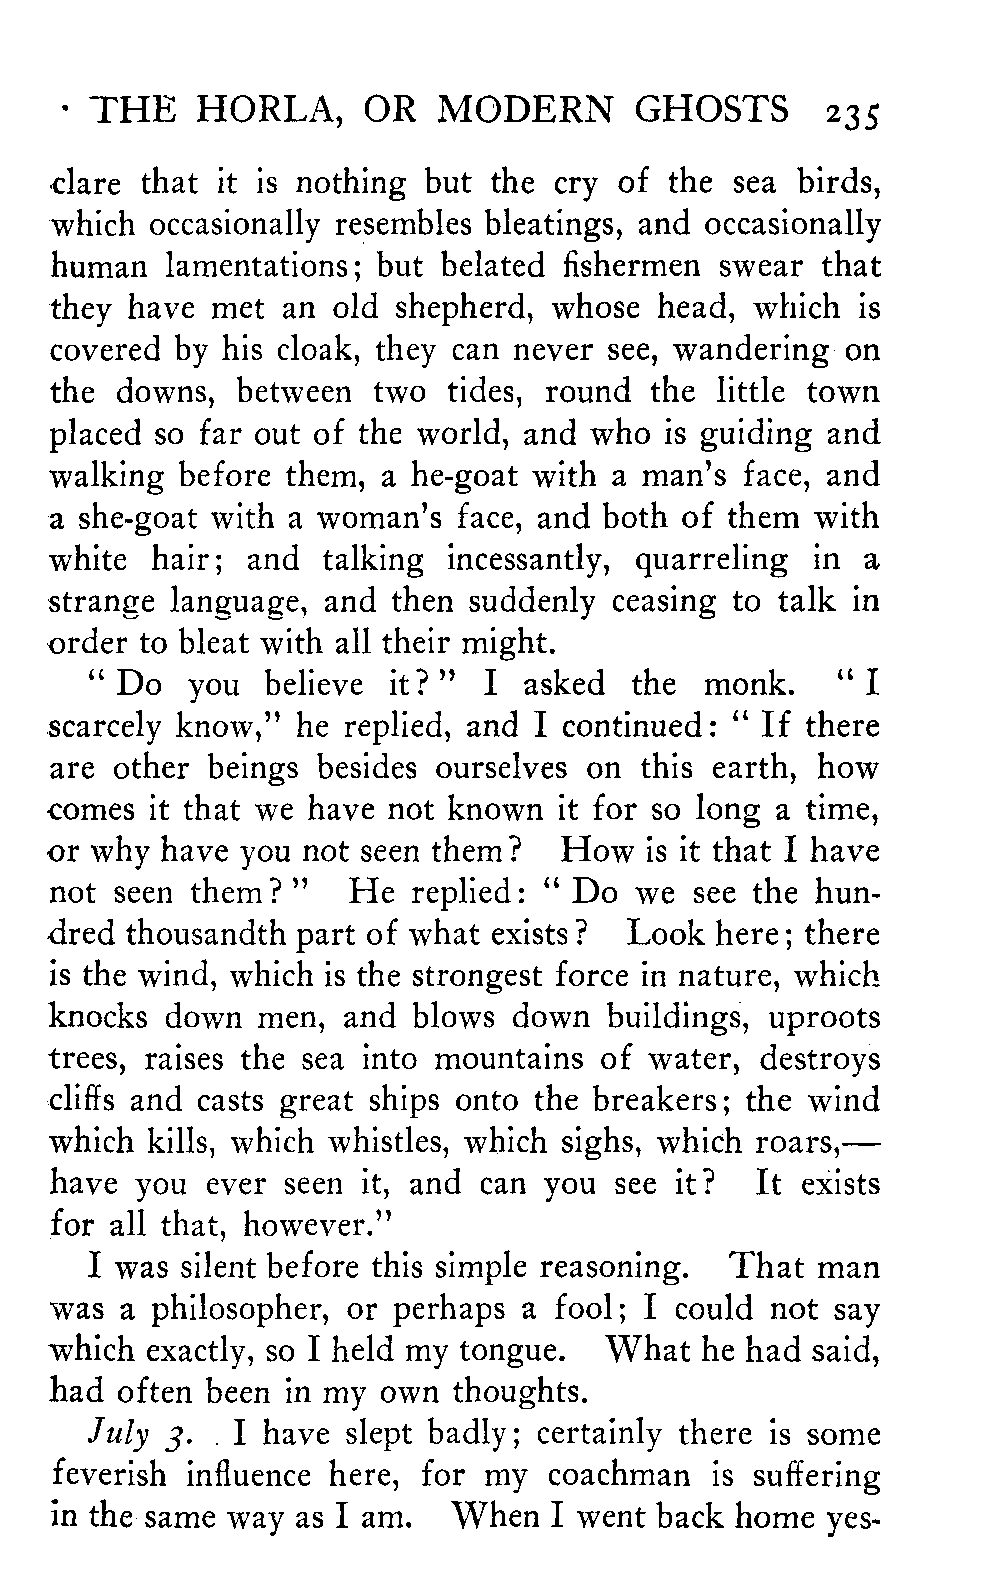 THE HORLA, OR MODERN GHOSTS 235
clare that it is nothing but the cry of the sea birds,
which occasionally resembles bleatings, and occasionally
human lamentations; but belated fishermen swear that
they have met an old shepherd, whose head, which is
covered by his cloak, they can never see, wandering on
the downs, between two tides, round the little town
placed so far out of the world, and who is guiding and
walking before them, a he-goat with a man's face, and
a she-goat with a woman's face, and both of them with
white hair; and talking incessantly, quarreling in a
strange language, and then suddenly ceasing to talk in
order to bleat with all their might.
"Do you believe it?" I asked the monk. "I
scarcely know," he replied, and I continued: "If there
are other beings besides ourselves on this earth, how
comes it that we have not known it for so long a time,
or why have you not seen them? How is it that I have
not seen them?" He replied: "Do we see the hun-
dred thousandth part of what exists? Look here; there
is the wind, which is the strongest force in nature, which
knocks down men, and blows down buildings, uproots
trees, raises the sea into mountains of water, destroys
cliffs and casts great ships onto the breakers; the wind
which kills, which whistles, which sighs, which roars,—
have you ever seen it, and can you see it? It exists
for all that, however."
I was silent before this simple reasoning. That man
was a philosopher, or perhaps a fool; I could not say
which exactly, so I held my tongue. What he had said,
had often been in my own thoughts.
July 3. I have slept badly; certainly there is some
feverish influence here, for my coachman is suffering
in the same way as I am. When I went back home yes-